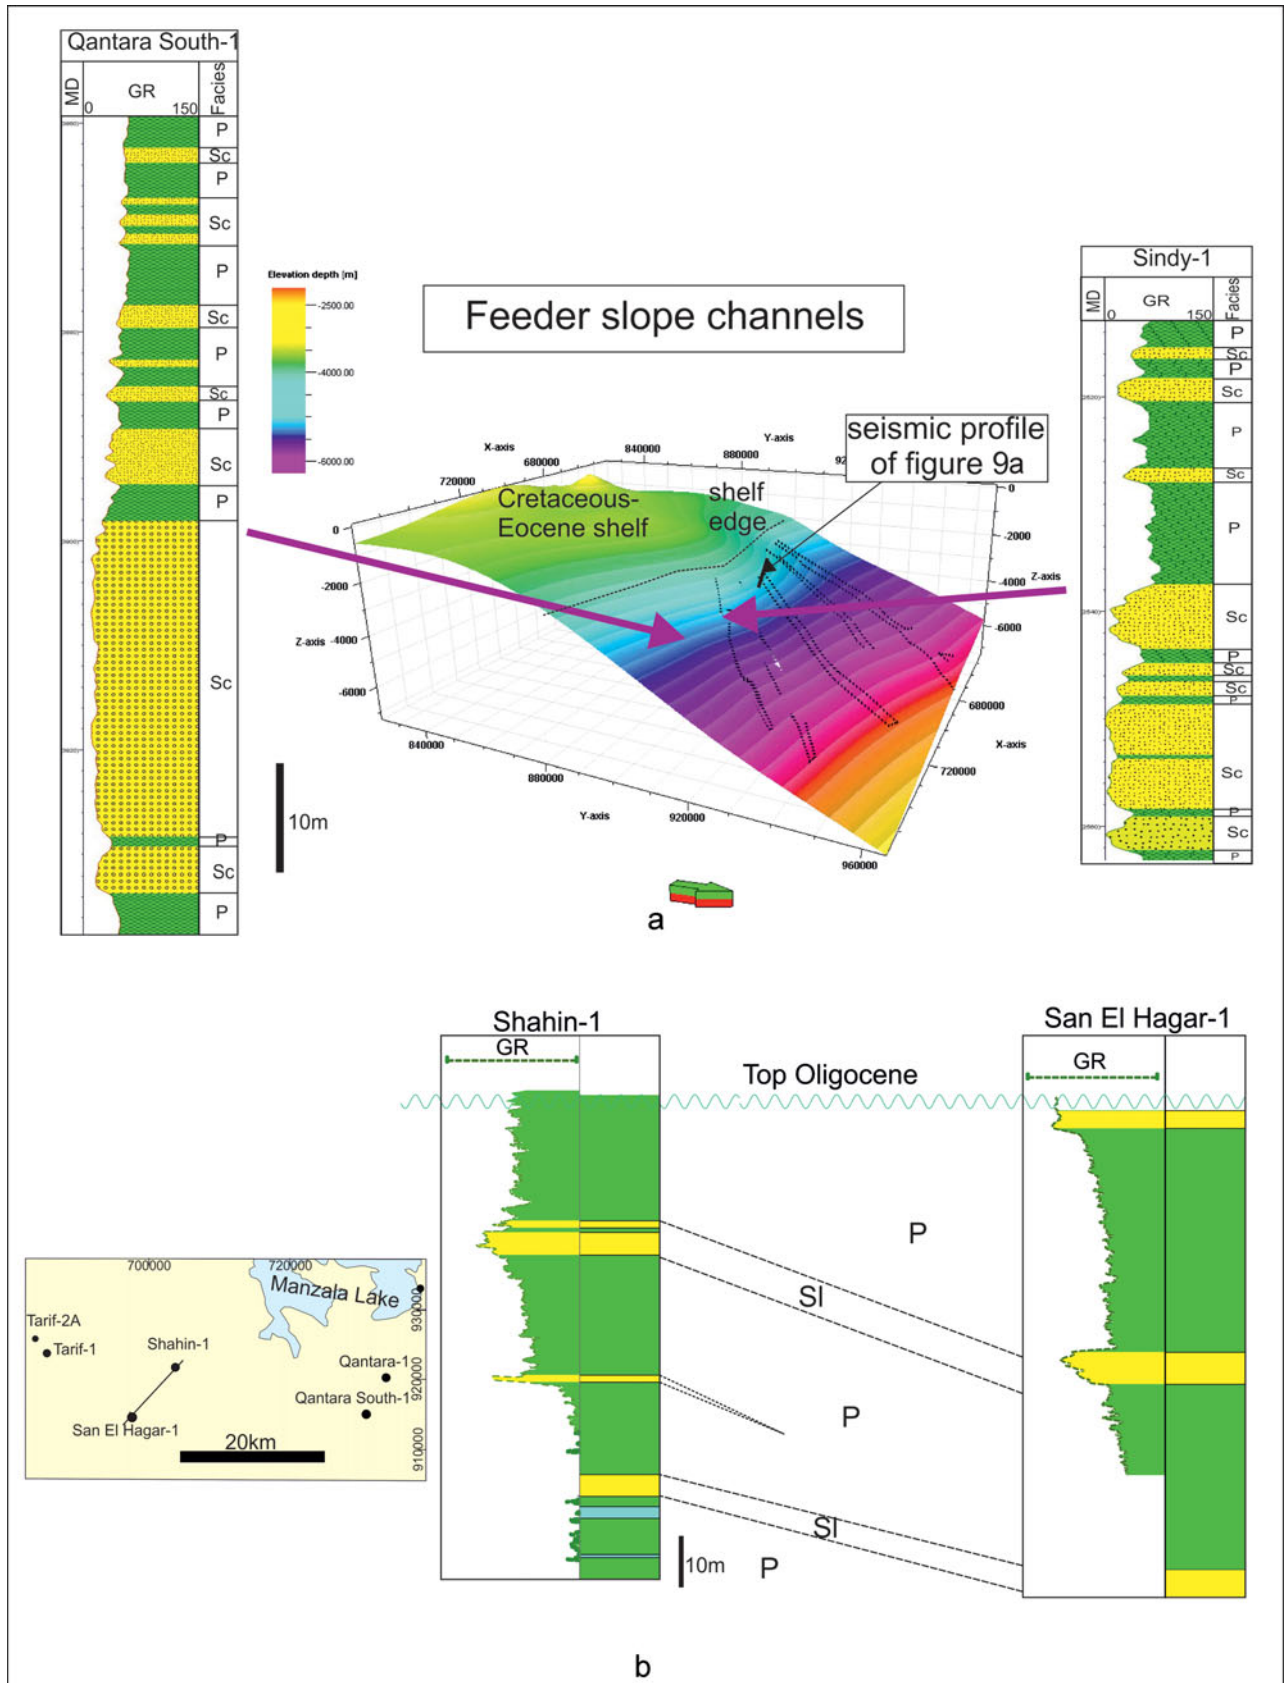 Qantara South-1
MD
GR
0 150
Facies
P
Sc
P
Sc
P
Sc
P
Sc
P
Sc
P
Sc
P
Sc
P
10m
Elevation depth [m]
-2500.00
-4000.00
-6000.00
Feeder slope channels
seismic profile
of figure 9a
X-axis
720000
680000
840000
Y-axis
880000
Cretaceous-
Eocene shelf
shelf
edge
0
-2000
-4000
-6000
Z-axis
0
-2000
-4000
-6000
Z-axis
840000
880000
920000
960000
Y-axis
680000
720000
X-axis
Sindy-1
MD
GR
0 150
Facies
P
Sc
P
Sc
P
Sc
P
Sc
P
Sc
Sc
P
Sc
P
Sc
P
a
Shahin-1
GR
San El Hagar-1
GR
Top Oligocene
P
Sl
P
Sl
P
10m
700000
720000
Manzala Lake
930000
920000
910000
Tarif-2A
Tarif-1
Shahin-1
Qantara-1
Qantara South-1
San El Hagar-1
20km
b